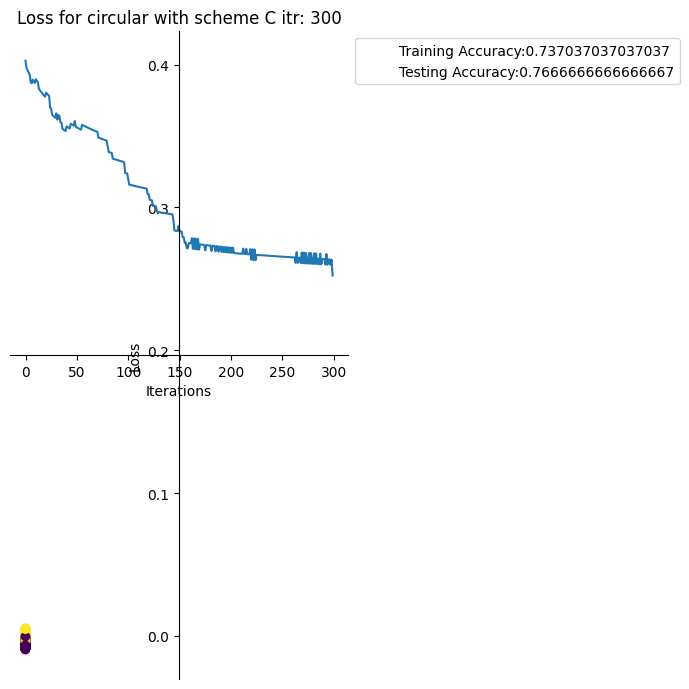 Loss for circular with scheme C itr: 300
Training Accuracy:0.737037037037037
Testing Accuracy:0.7666666666666667
0.4
0.3
0.2
Loss
0 50 100 150 200 250 300
Iterations
0.1
0.0